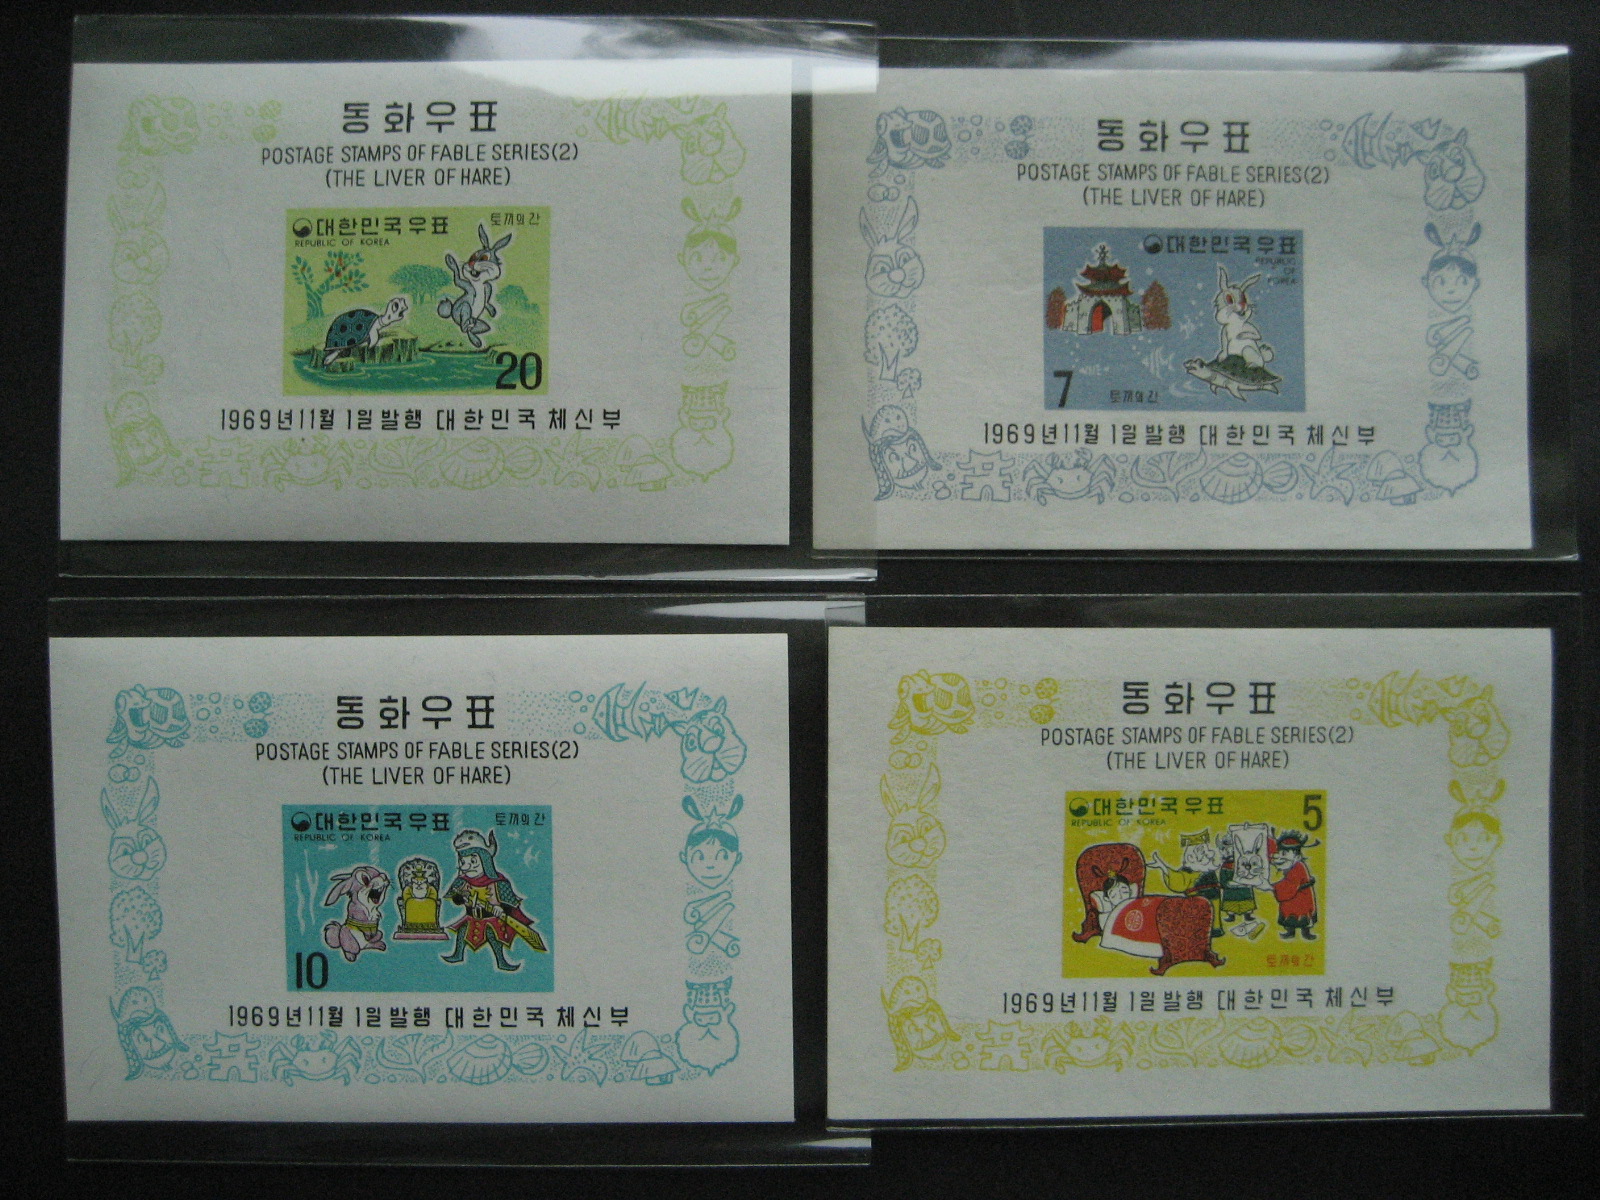 동화우표
POSTAGE STAMPS OF FABLE SERIES(2)
(THE LIVER OF HARE)
대한민국우표 토끼의 간
REPUBLIC OF KOREA
20
1969년11월 1일 발행 대한민국 체신부
동화우표
POSTAGE STAMPS OF FABLE SERIES(2)
(THE LIVER OF HARE)
대한민국우표
REPUBLIC
OF
KOREA
7 토끼의 간
1969년11월 1일 발행 대한민국 체신부
동화우표
POSTAGE STAMPS OF FABLE SERIES(2)
(THE LIVER OF HARE)
대한민국우표 토끼의 간
REPUBLIC OF KOREA
10
1969년11월 1일 발행 대한민국 체신부
동화우표
POSTAGE STAMPS OF FABLE SERIES(2)
(THE LIVER OF HARE)
대한민국우표 5
REPUBLIC OF KOREA
토끼의 간
1969년11월 1일 발행 대한민국 체신부